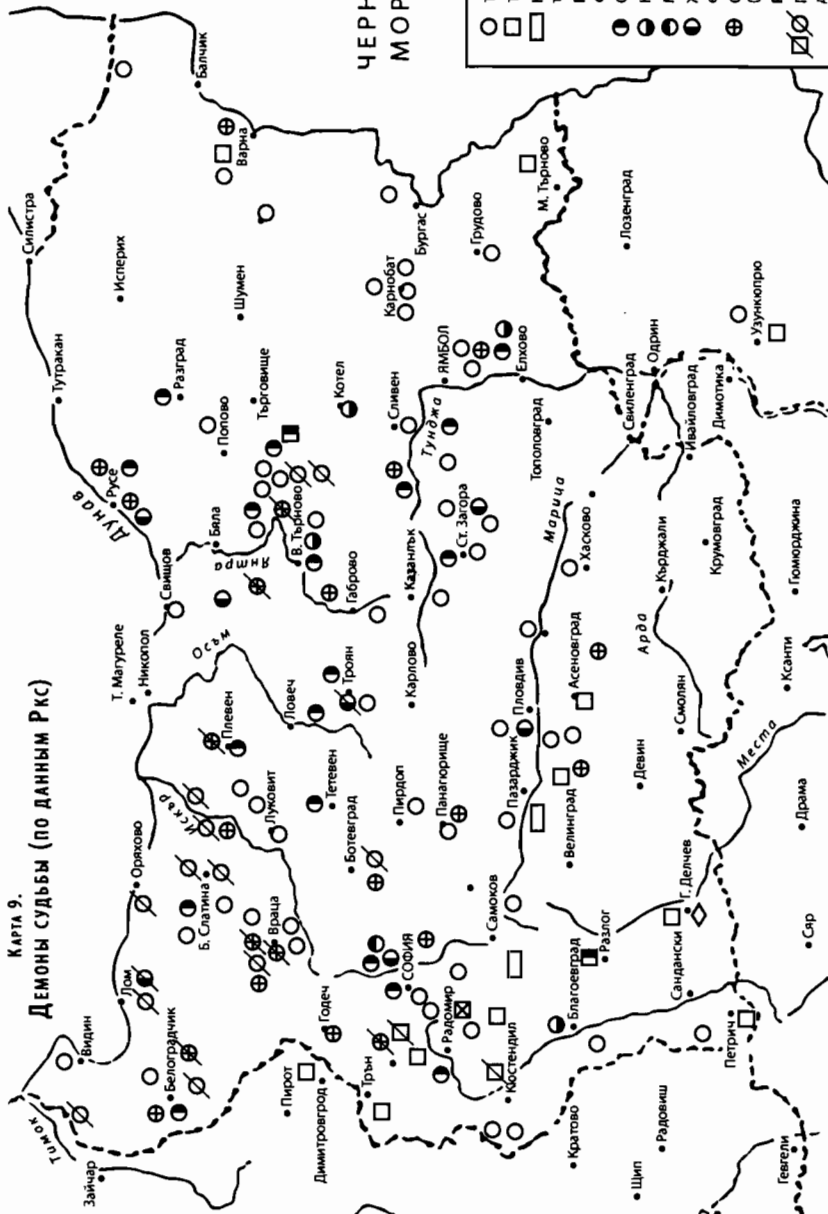 Карта 9.
Демоны судьбы (по данным Ркс)
ЧЕРН
МОР
Тимок
Зайчар
Видин
Белоградчик
Лом
Оряхово
Пирот
Димитровгрод
Годеч
Трън
Враца
Б. Слатина
Искър
Луковит
Плевен
Т. Магуреле
Никопол
Осъм
Ловеч
Троян
Тетевен
Ботевград
Свищов
Бяла
Янтра
В. Търново
Габрово
Дунав
Русе
Тутракан
Силистра
Исперих
Разград
Попово
Търговище
Шумен
Варна
Балчик
Котел
Сливен
Карнобат
Бургас
Грудово
М. Търново
ЯМБОЛ
Елхово
Тунджа
Ст. Загора
Казанлък
Карлово
Пирдоп
Панагюрище
СОФИЯ
Радомир
Кюстендил
Самоков
Пазарджик
Пловдив
Асеновград
Велинград
Девин
Смолян
Марица
Хасково
Тополовград
Свиленград
Одрин
Ивайловград
Димотика
Лозенград
Узункюпрю
Кърджали
Арда
Крумовград
Гюмюрджина
Ксанти
Места
Драма
Сяр
Г. Делчев
Разлог
Благоевград
Сандански
Петрич
Кратово
Радовиш
Щип
Гевгели